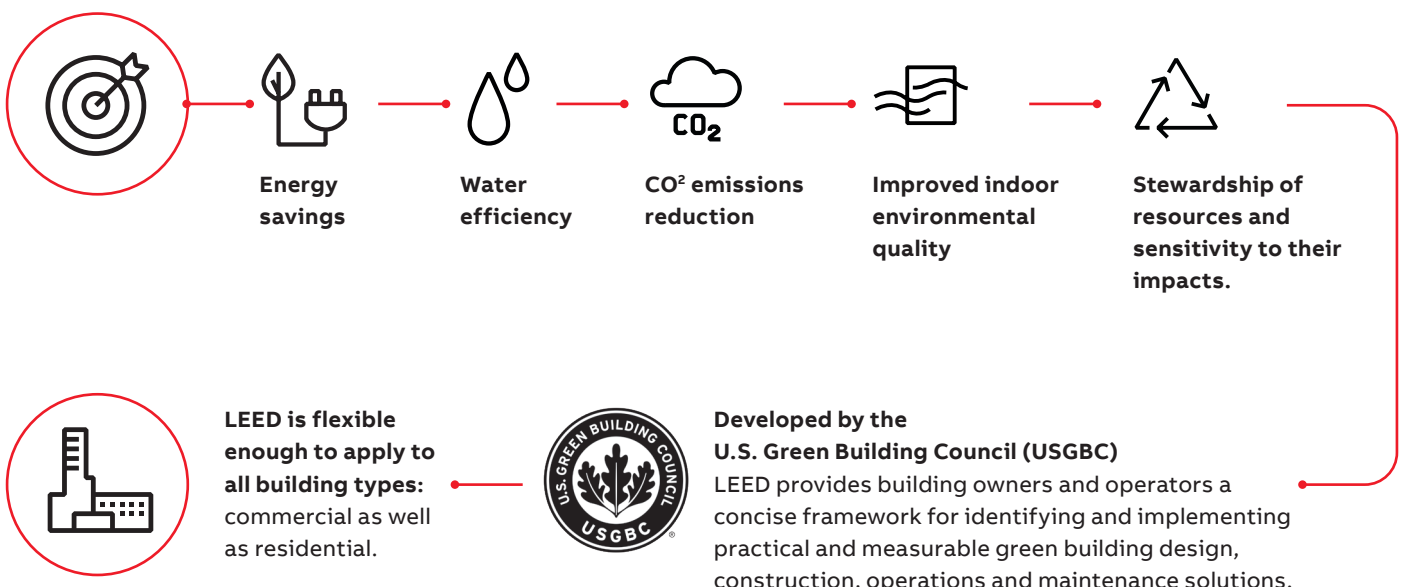 CO₂
Energy
savings
Water
efficiency
CO² emissions
reduction
Improved indoor
environmental
quality
Stewardship of
resources and
sensitivity to their
impacts.
LEED is flexible
enough to apply to
all building types:
commercial as well
as residential.
U.S. GREEN BUILDING COUNCIL
USGBC
®
Developed by the
U.S. Green Building Council (USGBC)
LEED provides building owners and operators a
concise framework for identifying and implementing
practical and measurable green building design,
construction, operations and maintenance solutions.